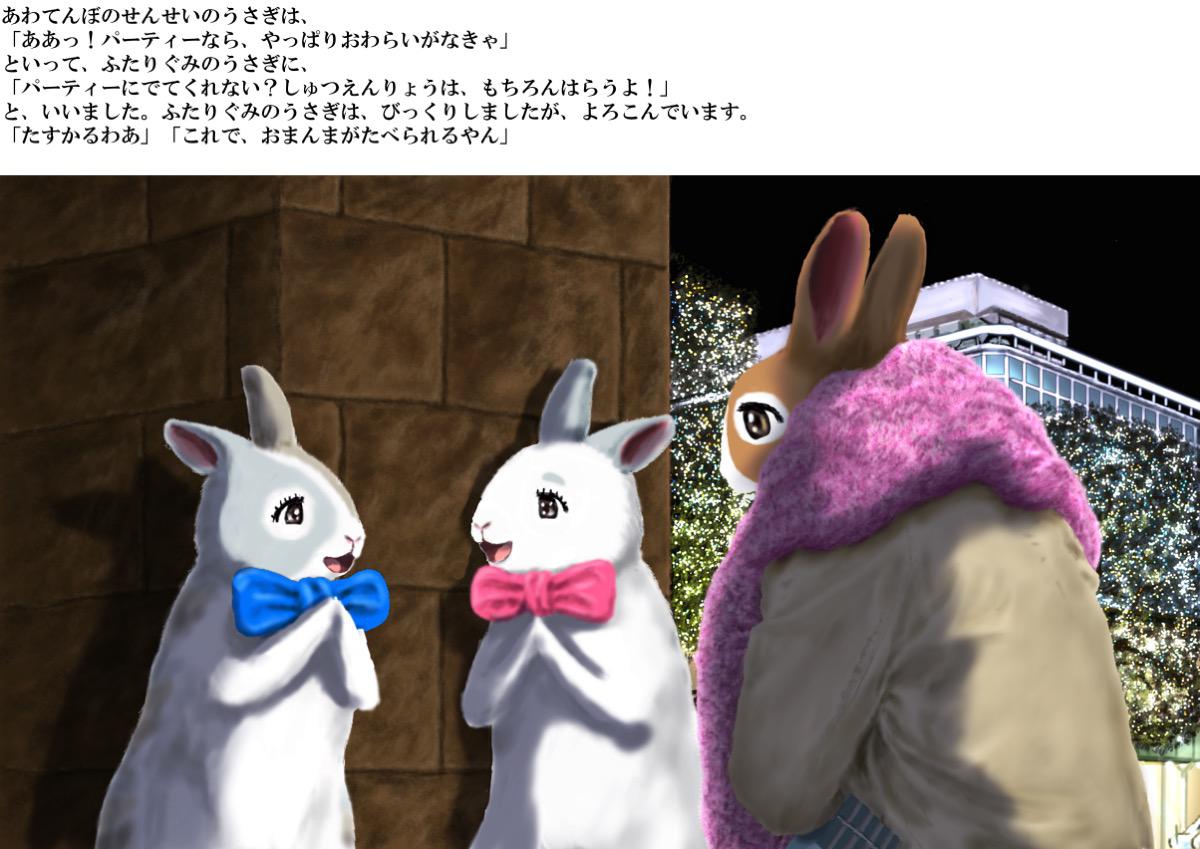 あわてんぼのせんせいのうさぎは、
「ああっ！パーティーなら、やっぱりおわらいがなきゃ」
といって、ふたりぐみのうさぎに、
「パーティーにでてくれない？しゅつえんりょうは、もちろんはらうよ！」
と、いいました。ふたりぐみのうさぎは、びっくりしましたが、よろこんでいます。
「たすかるわあ」「これで、おまんまがたべられるやん」